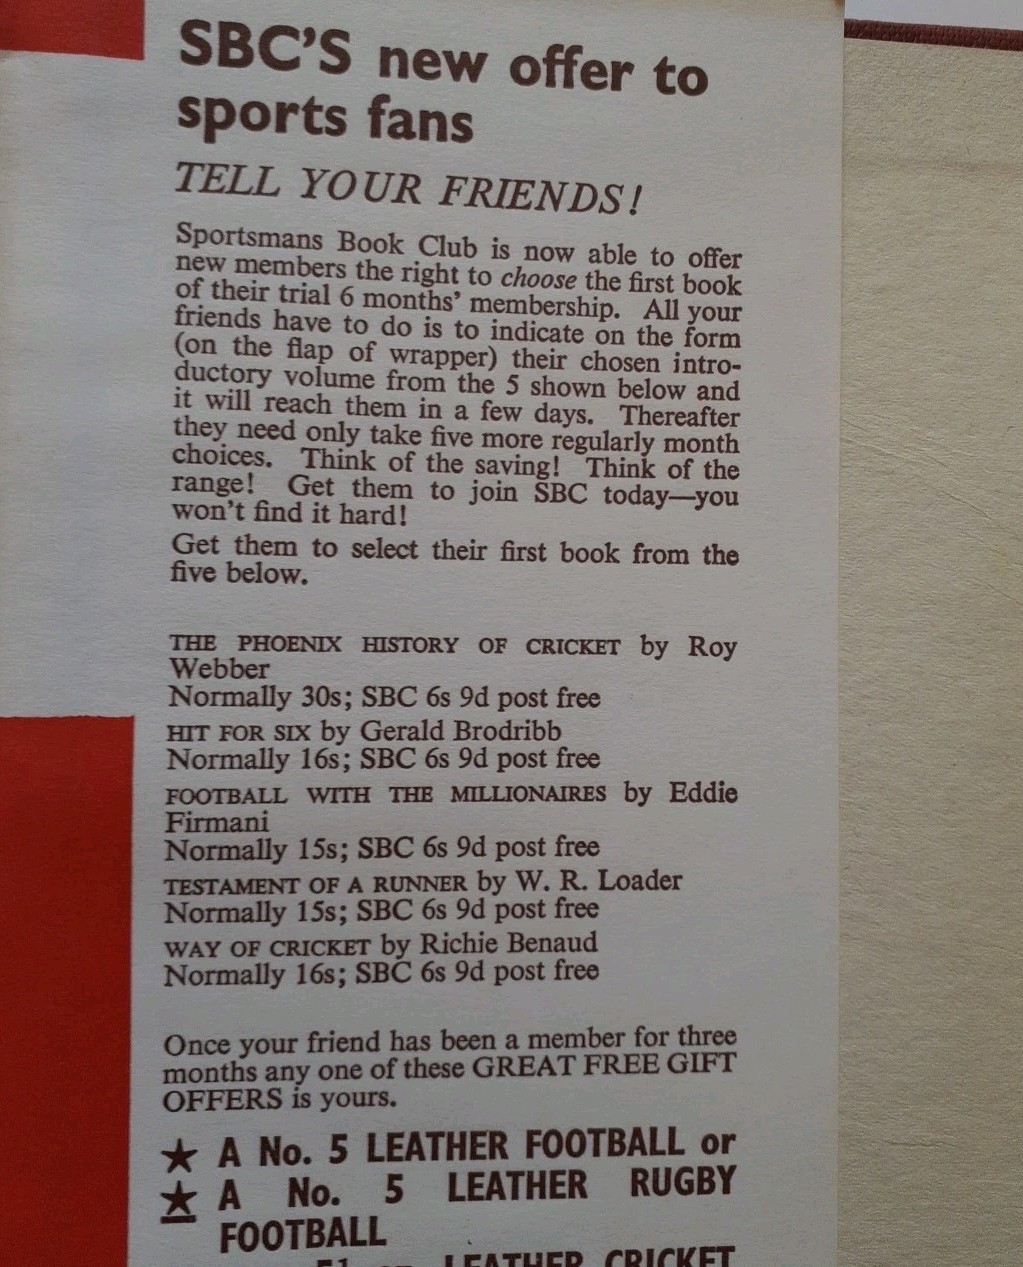 SBC'S new offer to
sports fans
TELL YOUR FRIENDS!
Sportsmans Book Club is now able to offer
new members the right to choose the first book
of their trial 6 months' membership. All your
friends have to do is to indicate on the form
(on the flap of wrapper) their chosen intro-
ductory volume from the 5 shown below and
it will reach them in a few days. Thereafter
they need only take five more regularly month
choices. Think of the saving! Think of the
range! Get them to join SBC today—you
won't find it hard!
Get them to select their first book from the
five below.
THE PHOENIX HISTORY OF CRICKET by Roy
Webber
Normally 30s; SBC 6s 9d post free
HIT FOR SIX by Gerald Brodribb
Normally 16s; SBC 6s 9d post free
FOOTBALL WITH THE MILLIONAIRES by Eddie
Firmani
Normally 15s; SBC 6s 9d post free
TESTAMENT OF A RUNNER by W. R. Loader
Normally 15s; SBC 6s 9d post free
WAY OF CRICKET by Richie Benaud
Normally 16s; SBC 6s 9d post free
Once your friend has been a member for three
months any one of these GREAT FREE GIFT
OFFERS is yours.
★ A No. 5 LEATHER FOOTBALL or
★ A No. 5 LEATHER RUGBY
FOOTBALL
LEATHER CRICKET